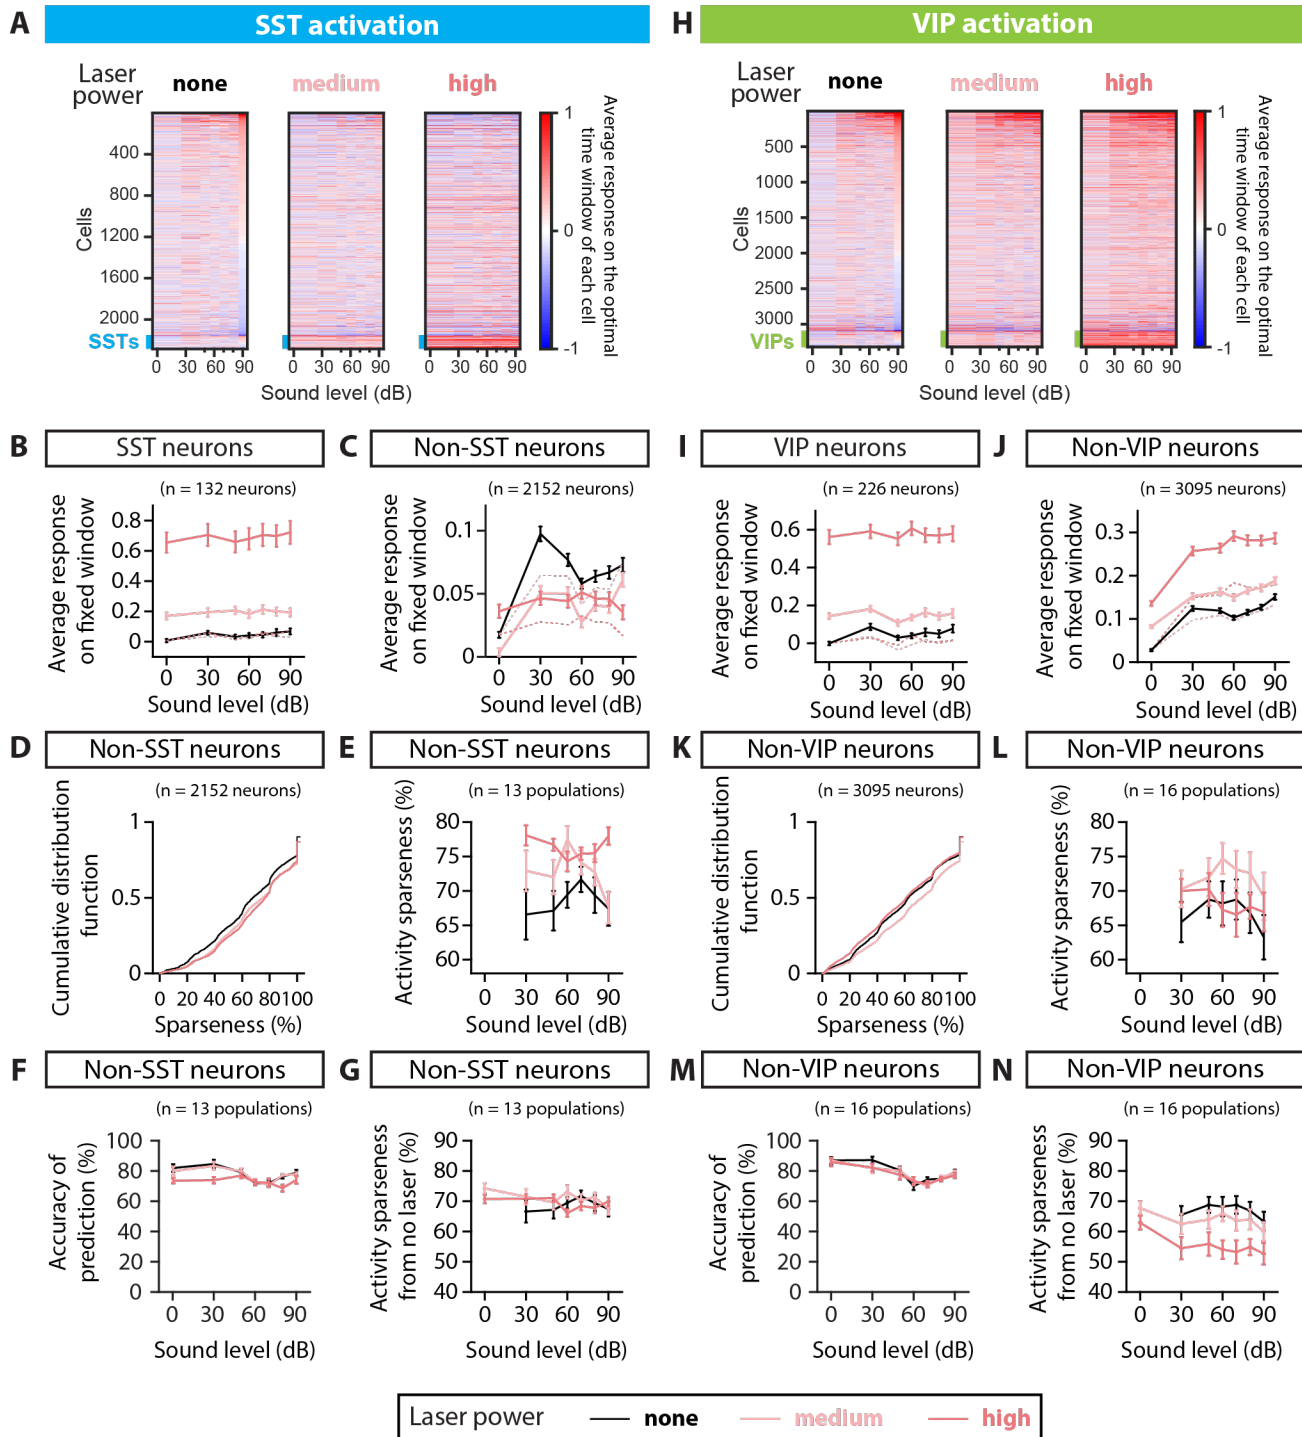 A
SST activation
Laser
power
none
medium
high
Cells
400
800
1200
1600
2000
SSTs
0 30 60 90
0 30 60 90
0 30 60 90
Sound level (dB)
1
0
-1
Average response on the optimal
time window of each cell
H
VIP activation
Laser
power
none
medium
high
Cells
500
1000
1500
2000
2500
3000
VIPs
0 30 60 90
0 30 60 90
0 30 60 90
Sound level (dB)
1
0
-1
Average response on the optimal
time window of each cell
B
SST neurons
(n = 132 neurons)
Average response
on fixed window
0.8
0.6
0.4
0.2
0
0 30 60 90
Sound level (dB)
C
Non-SST neurons
(n = 2152 neurons)
Average response
on fixed window
0.1
0.05
0
0 30 60 90
Sound level (dB)
I
VIP neurons
(n = 226 neurons)
Average response
on fixed window
0.6
0.4
0.2
0
0 30 60 90
Sound level (dB)
J
Non-VIP neurons
(n = 3095 neurons)
Average response
on fixed window
0.3
0.2
0.1
0
0 30 60 90
Sound level (dB)
D
Non-SST neurons
(n = 2152 neurons)
Cumulative distribution
function
1
0.5
0
0 20 40 60 80 100
Sparseness (%)
E
Non-SST neurons
(n = 13 populations)
Activity sparseness (%)
80
75
70
65
60
0 30 60 90
Sound level (dB)
K
Non-VIP neurons
(n = 3095 neurons)
Cumulative distribution
function
1
0.5
0
0 20 40 60 80 100
Sparseness (%)
L
Non-VIP neurons
(n = 16 populations)
Activity sparseness (%)
80
75
70
65
60
0 30 60 90
Sound level (dB)
F
Non-SST neurons
(n = 13 populations)
Accuracy of
prediction (%)
100
80
60
40
20
0
0 30 60 90
Sound level (dB)
G
Non-SST neurons
(n = 13 populations)
Activity sparseness
from no laser (%)
90
80
70
60
50
40
0 30 60 90
Sound level (dB)
M
Non-VIP neurons
(n = 16 populations)
Accuracy of
prediction (%)
100
80
60
40
20
0
0 30 60 90
Sound level (dB)
N
Non-VIP neurons
(n = 16 populations)
Activity sparseness
from no laser (%)
90
80
70
60
50
40
0 30 60 90
Sound level (dB)
Laser power none medium high